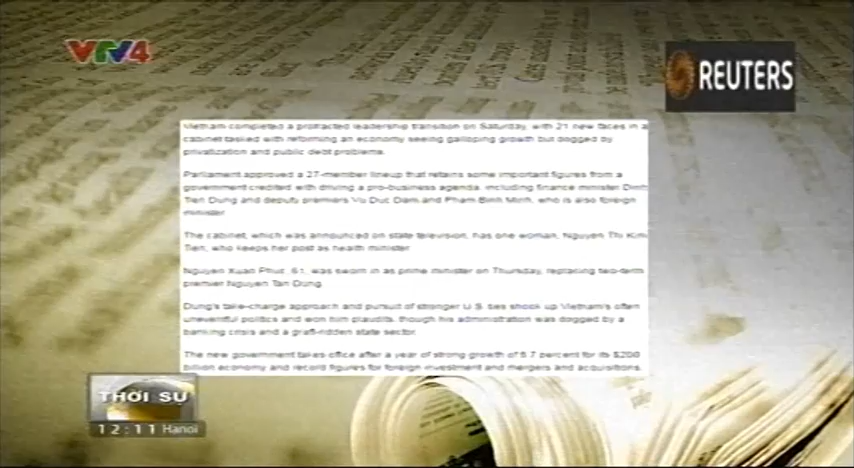 VTV4
REUTERS
Vietnam completed a protracted leadership transition on Saturday, with 21 new faces in a
cabinet tasked with reforming an economy seeing galloping growth but dogged by
privatization and public debt problems.
Parliament approved a 27-member lineup that retains some important figures from a
government credited with driving a pro-business agenda, including finance minister Dinh
Tien Dung and deputy premiers Vu Duc Dam and Pham Binh Minh, who is also foreign
minister.
The cabinet, which was announced on state television, has one woman, Nguyen Thi Kim
Tien, who keeps her post as health minister.
Nguyen Xuan Phuc, 61, was sworn in as prime minister on Thursday, replacing two-term
premier Nguyen Tan Dung.
Dung's take-charge approach and pursuit of stronger U.S. ties shook up Vietnam's often
uneventful politics and won him plaudits, though his administration was dogged by a
banking crisis and a graft-ridden state sector.
The new government takes office after a year of strong growth of 6.7 percent for its $200
billion economy and record figures for foreign investment and mergers and acquisitions.
THỜI SỰ
12:11 Hanoi